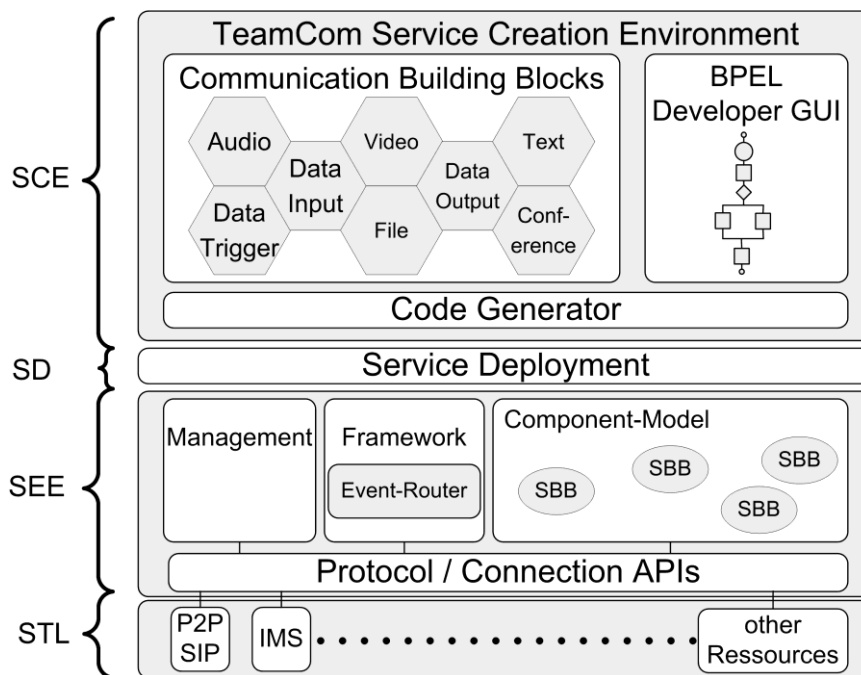 TeamCom Service Creation Environment
Communication Building Blocks
BPEL
Developer GUI
Audio
Video
Text
Data
Input
Data
Output
Data
Trigger
File
Conf-
erence
SCE
Code Generator
SD
Service Deployment
Management
Framework
Component-Model
Event-Router
SBB
SBB
SBB
SBB
SEE
Protocol / Connection APIs
STL
P2P
SIP
IMS
other
Ressources